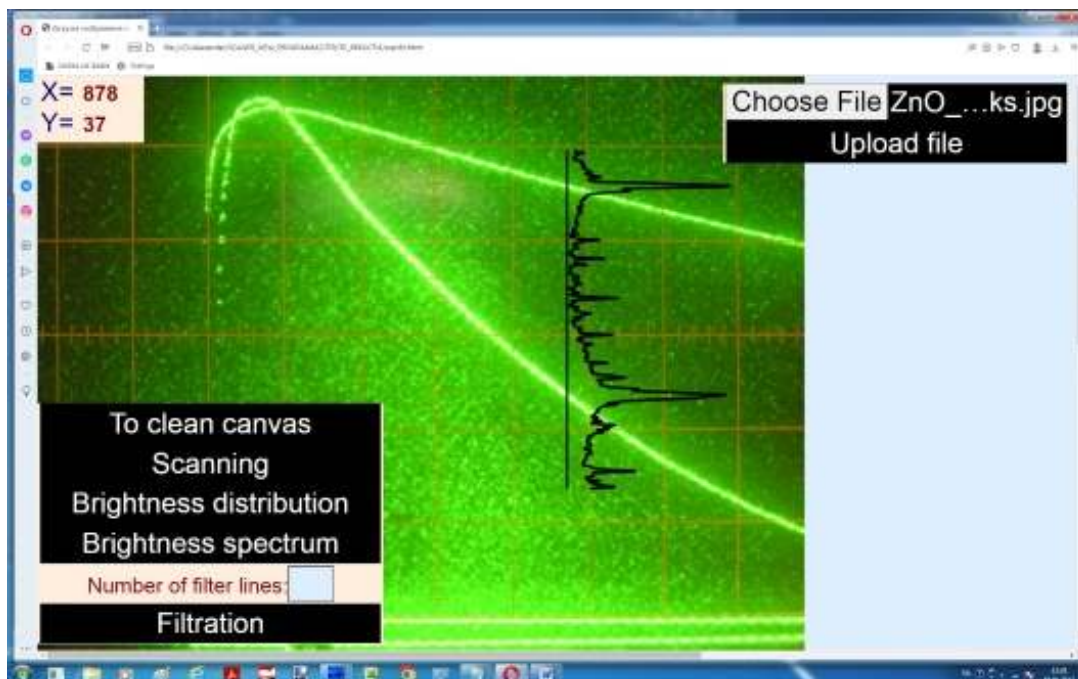 X= 878
Y= 37
Choose File ZnO_...ks.jpg
Upload file
To clean canvas
Scanning
Brightness distribution
Brightness spectrum
Number of filter lines:
Filtration